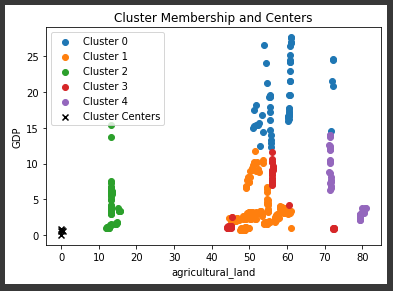 Cluster Membership and Centers
Cluster 0
Cluster 1
Cluster 2
Cluster 3
Cluster 4
Cluster Centers
GDP
25
20
15
10
5
0
0 10 20 30 40 50 60 70 80
agricultural_land